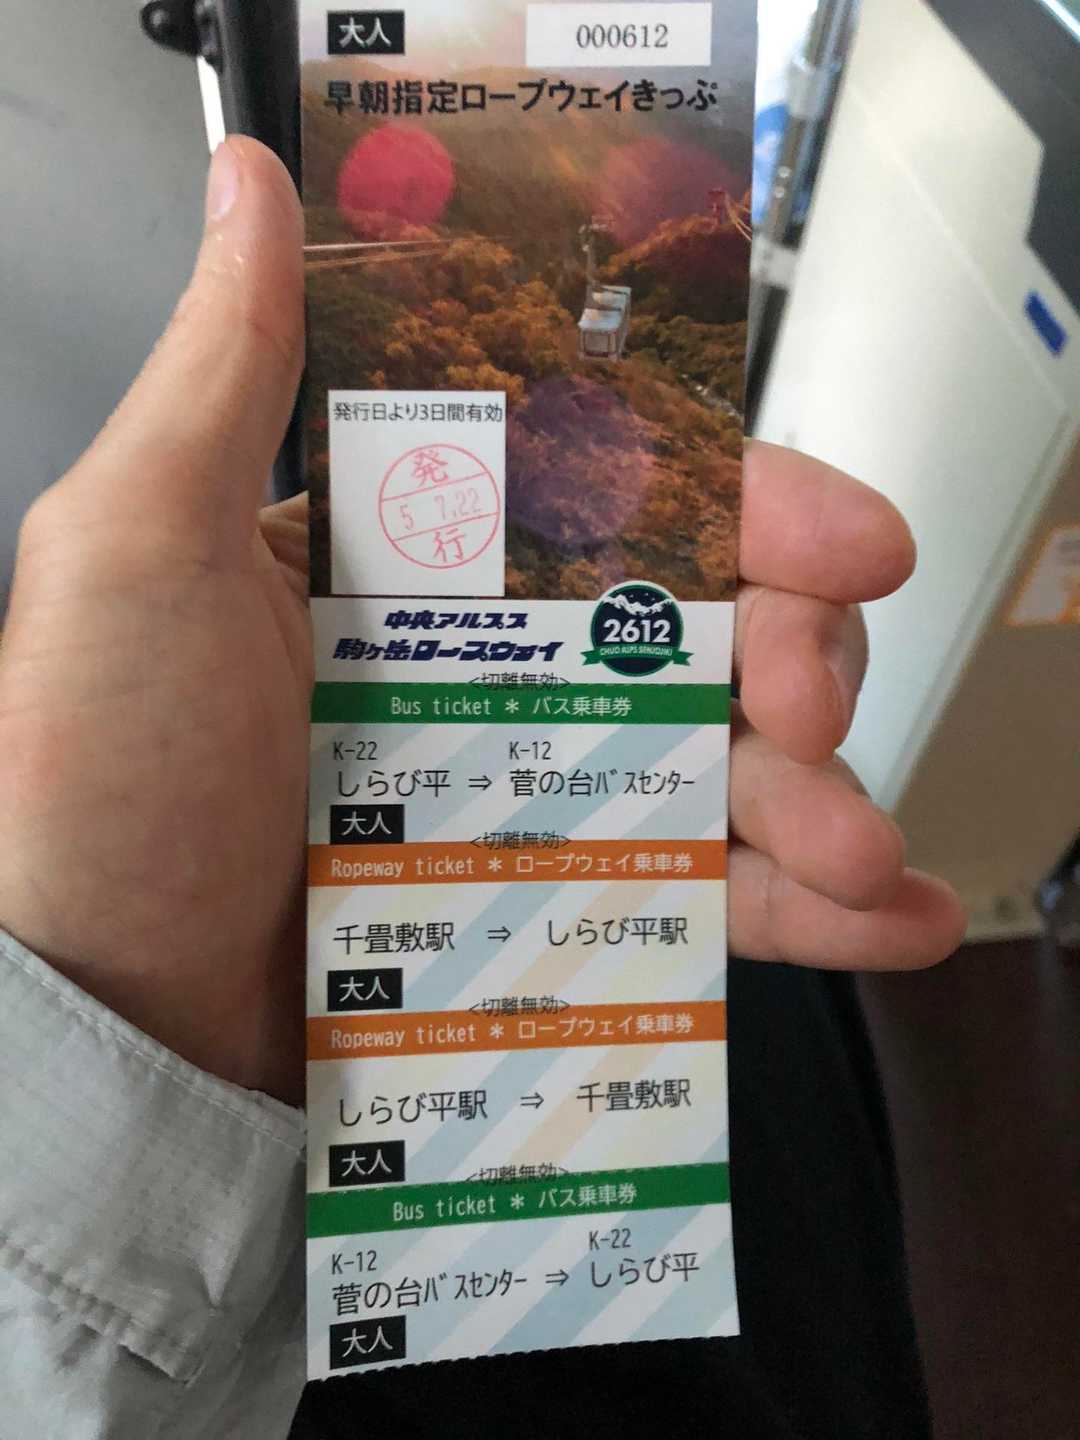 大人
000612
早朝指定ロープウェイきっぷ
発行日より3日間有効
発
5 7.22
行
中央アルプス
駒ヶ岳ロープウェイ
2612
CHUO ALPS SENJOJIKI
<切離無効>
Bus ticket * バス乗車券
K-22 K-12
しらび平 ⇒ 菅の台バスセンター
大人
<切離無効>
Ropeway ticket * ロープウェイ乗車券
千畳敷駅 ⇒ しらび平駅
大人
<切離無効>
Ropeway ticket * ロープウェイ乗車券
しらび平駅 ⇒ 千畳敷駅
大人
<切離無効>
Bus ticket * バス乗車券
K-12 K-22
菅の台バスセンター ⇒ しらび平
大人